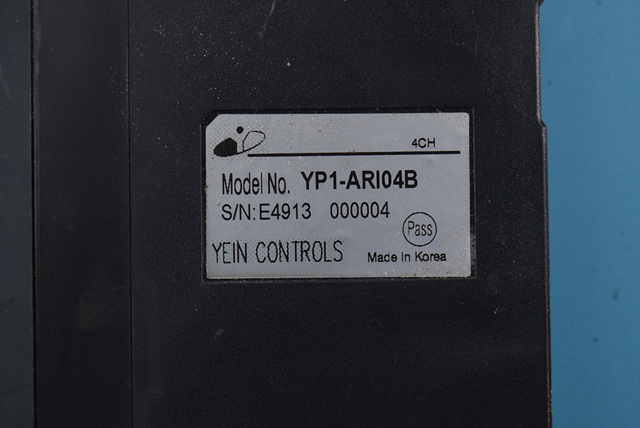 4CH
Model No. YP1-ARI04B
S/N: E4913 000004
Pass
YEIN CONTROLS
Made in Korea